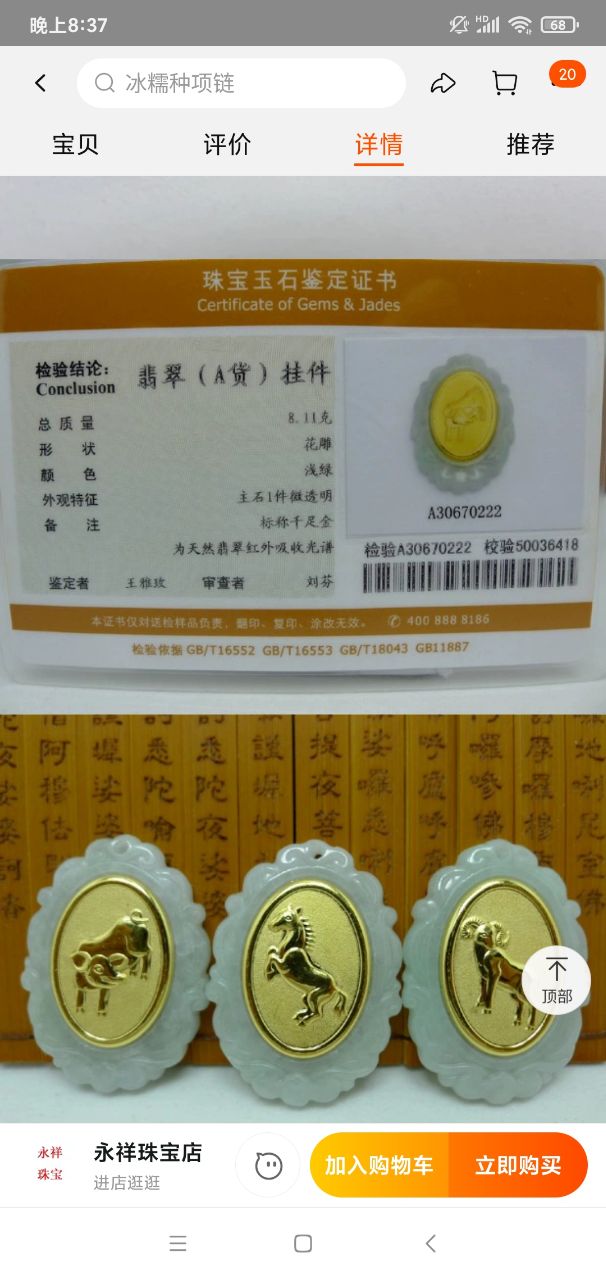 晚上8:37
HD
68
冰糯种项链
20
宝贝
评价
详情
推荐
珠宝玉石鉴定证书
Certificate of Gems & Jades
检验结论：
Conclusion
翡翠（A货）挂件
总质量 8.11克
形状 花雕
颜色 浅绿
外观特征 主石1件微透明
备注 标称千足金
为天然翡翠红外吸收光谱
鉴定者 王雅玫 审查者 刘芬
A30670222
检验A30670222 校验50036418
本证书仅对送检样品负责，翻印、复印、涂改无效。 400 888 8186
检验依据 GB/T16552 GB/T16553 GB/T18043 GB11887
顶部
永祥
珠宝
永祥珠宝店
进店逛逛
加入购物车
立即购买